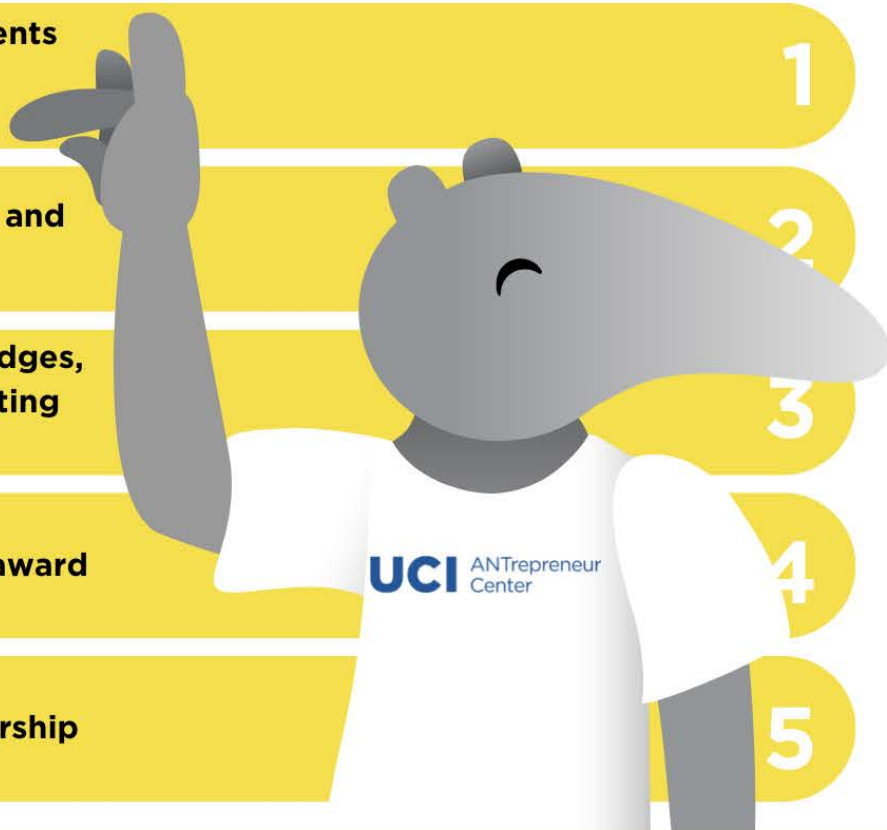 ents
1
and
2
dges,
ting
3
award
4
rship
5
UCI ANTrepreneur
Center